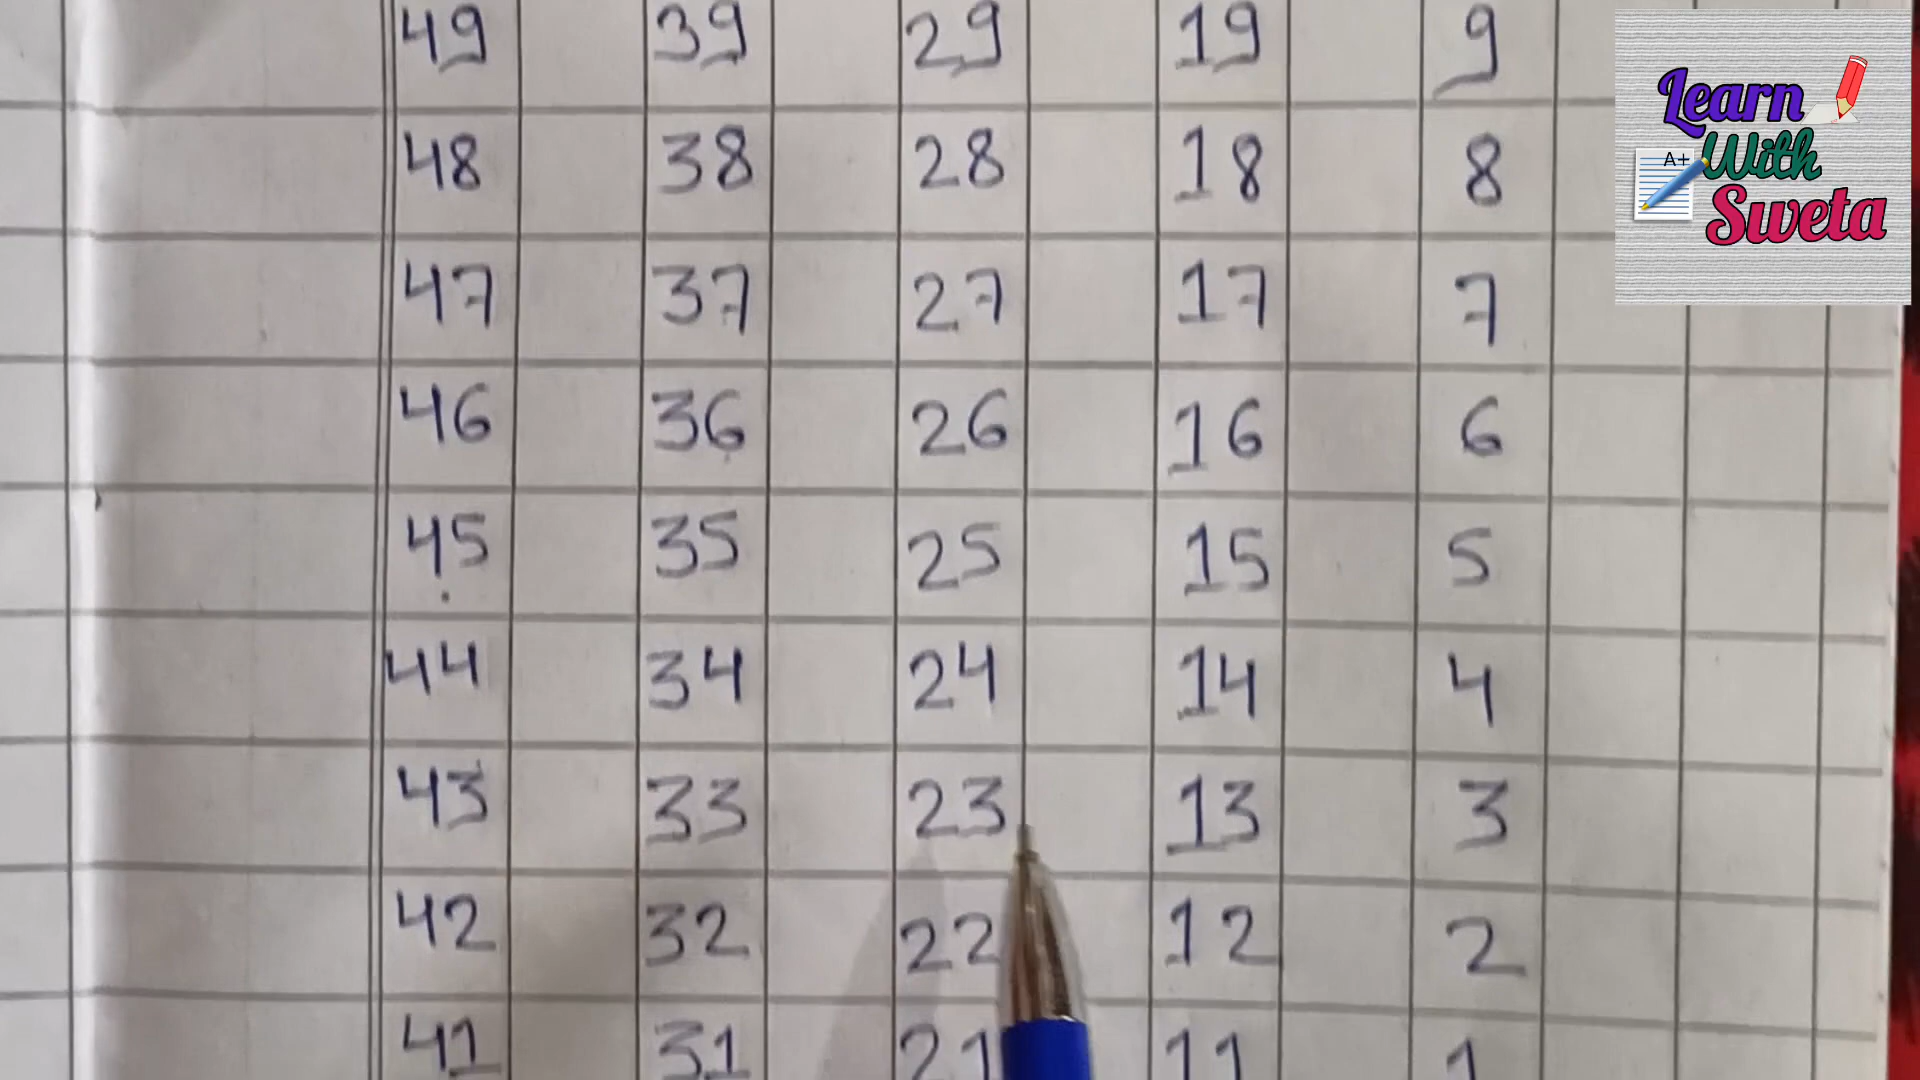 49 39 29 19 9
48 38 28 18 8
47 37 27 17 7
46 36 26 16 6
45 35 25 15 5
44 34 24 14 4
43 33 23 13 3
42 32 22 12 2
41 31 21 11 1
Learn
A+ With
Sweta